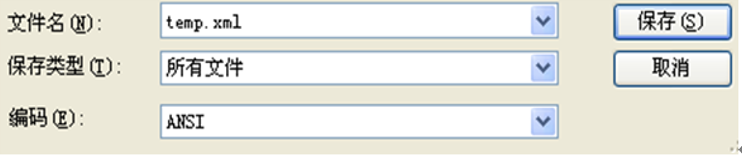 文件名(N): temp.xml 保存(S)
保存类型(T): 所有文件 取消
编码(E): ANSI